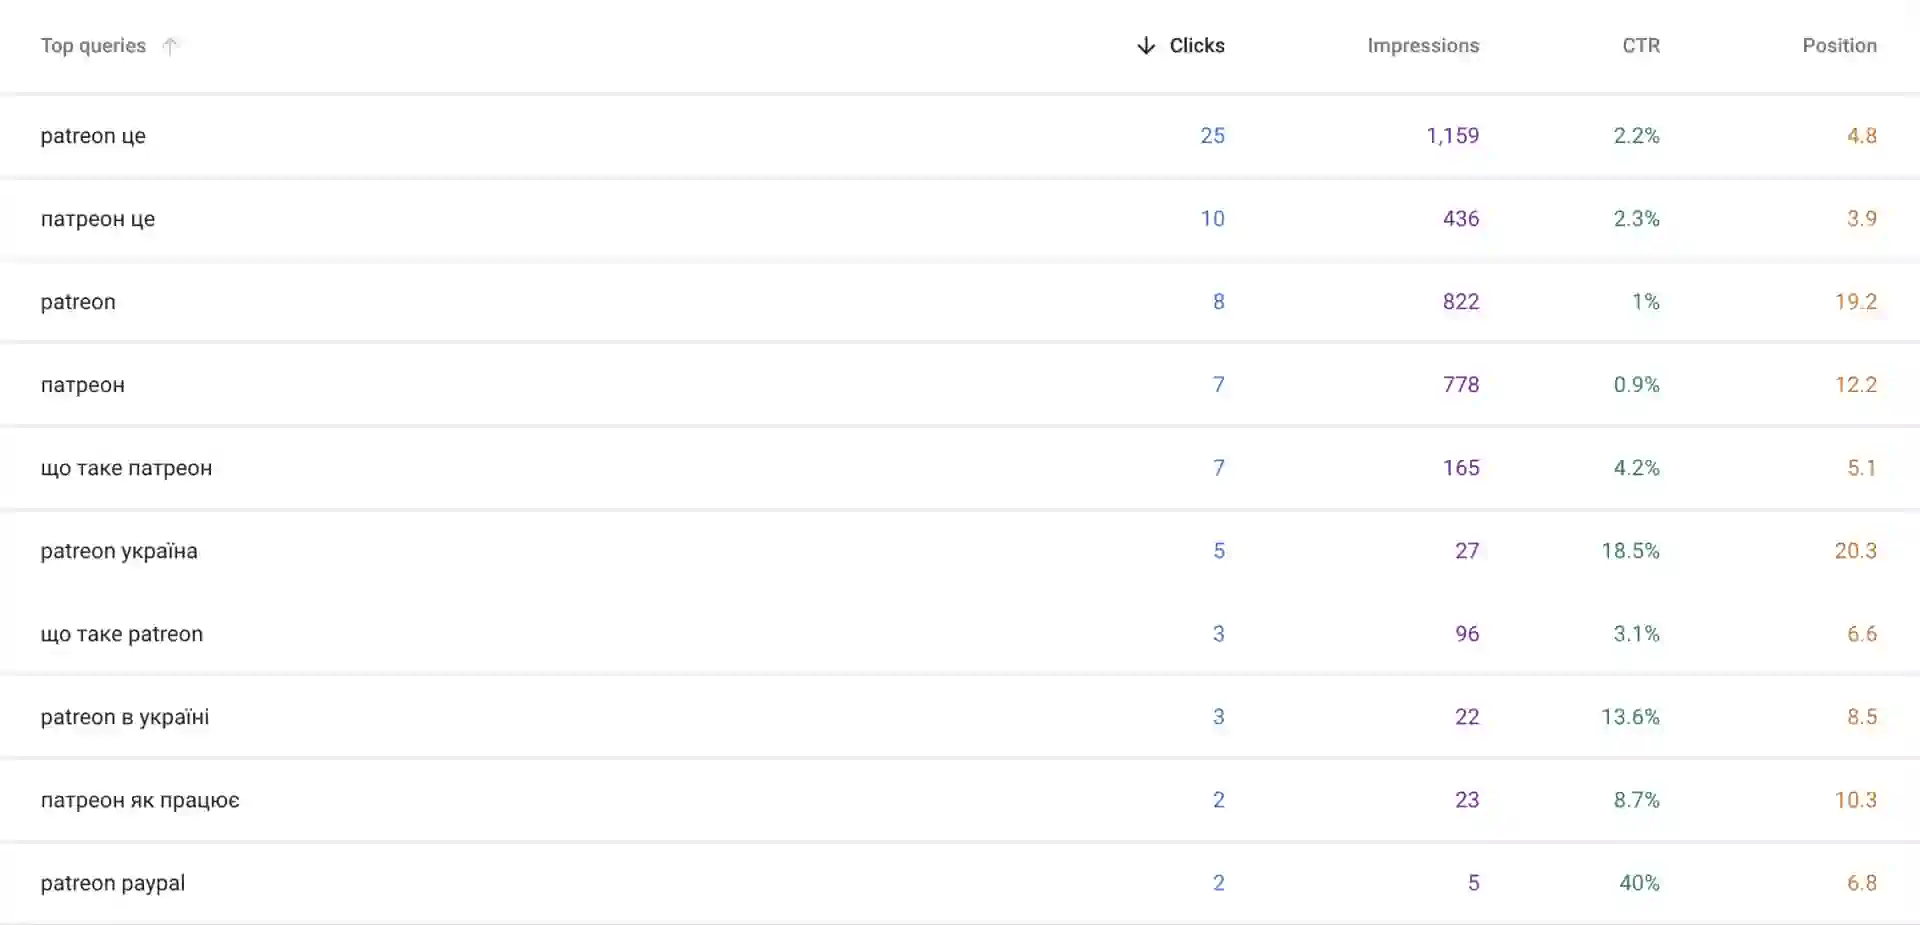 Top queries ↑ ↓ Clicks Impressions CTR Position
patreon це 25 1,159 2.2% 4.8
патреон це 10 436 2.3% 3.9
patreon 8 822 1% 19.2
патреон 7 778 0.9% 12.2
що таке патреон 7 165 4.2% 5.1
patreon україна 5 27 18.5% 20.3
що таке patreon 3 96 3.1% 6.6
patreon в україні 3 22 13.6% 8.5
патреон як працює 2 23 8.7% 10.3
patreon paypal 2 5 40% 6.8